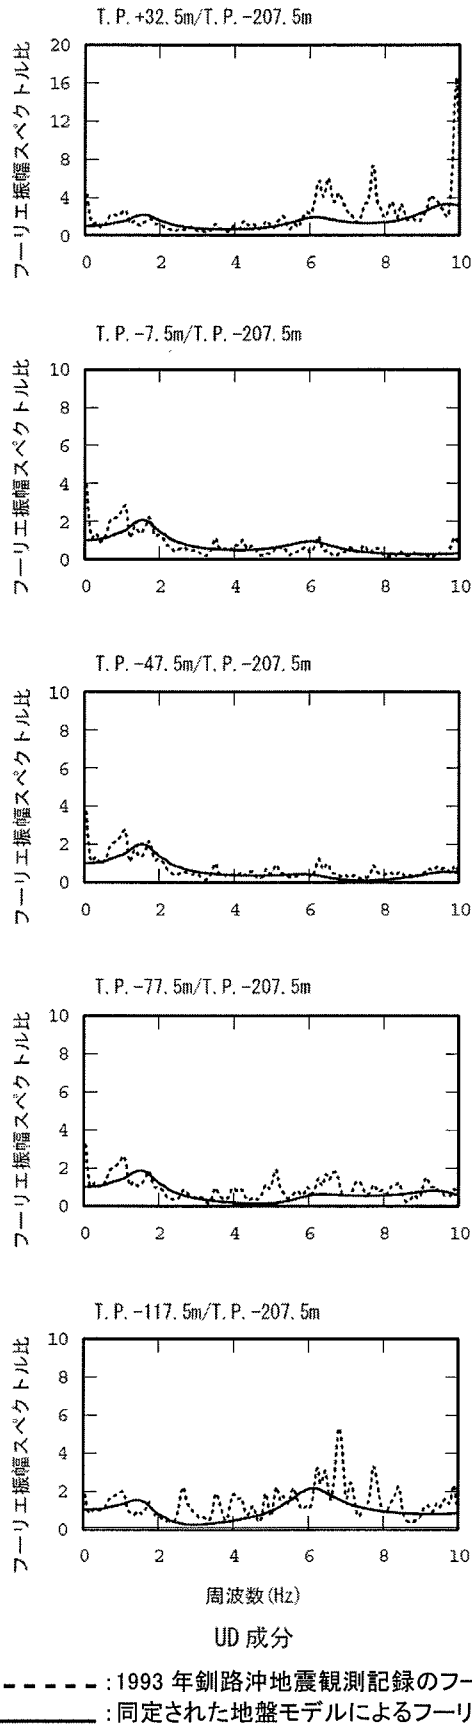 T.P.+32.5m/T.P.-207.5m
フーリエ振幅スペクトル比
20
16
12
8
4
0
0 2 4 6 8 10
T.P.-7.5m/T.P.-207.5m
フーリエ振幅スペクトル比
10
8
6
4
2
0
0 2 4 6 8 10
T.P.-47.5m/T.P.-207.5m
フーリエ振幅スペクトル比
10
8
6
4
2
0
0 2 4 6 8 10
T.P.-77.5m/T.P.-207.5m
フーリエ振幅スペクトル比
10
8
6
4
2
0
0 2 4 6 8 10
T.P.-117.5m/T.P.-207.5m
フーリエ振幅スペクトル比
10
8
6
4
2
0
0 2 4 6 8 10
周波数(Hz)
UD 成分
:1993 年釧路沖地震観測記録のフー
:同定された地盤モデルによるフーリ